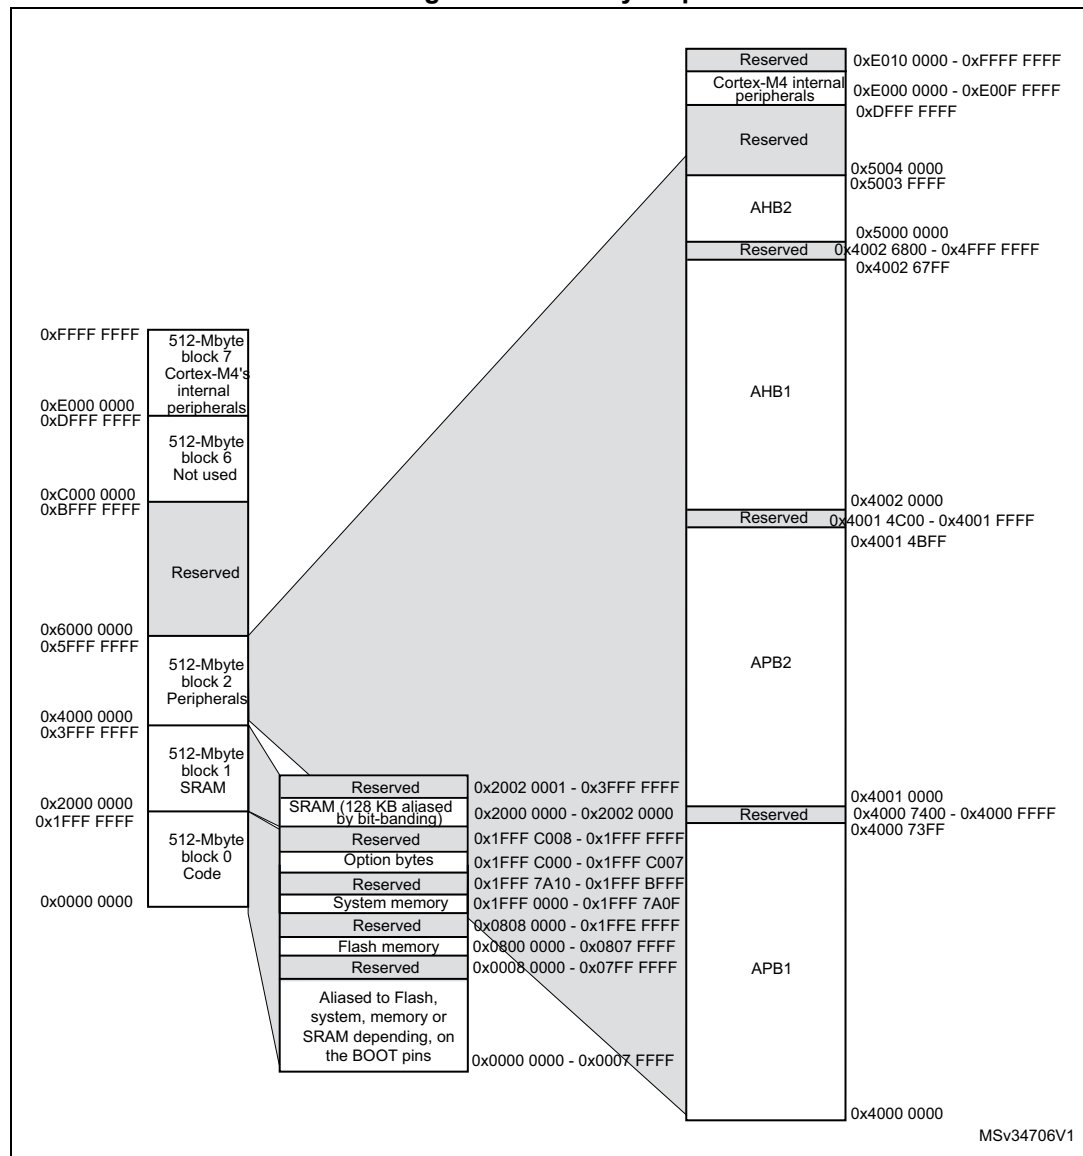 0xFFFF FFFF
512-Mbyte
block 7
Cortex-M4's
internal
peripherals
0xE000 0000
0xDFFF FFFF
512-Mbyte
block 6
Not used
0xC000 0000
0xBFFF FFFF
Reserved
0x6000 0000
0x5FFF FFFF
512-Mbyte
block 2
Peripherals
0x4000 0000
0x3FFF FFFF
512-Mbyte
block 1
SRAM
0x2000 0000
0x1FFF FFFF
512-Mbyte
block 0
Code
0x0000 0000
Reserved 0x2002 0001 - 0x3FFF FFFF
SRAM (128 KB aliased
by bit-banding) 0x2000 0000 - 0x2002 0000
Reserved 0x1FFF C008 - 0x1FFF FFFF
Option bytes 0x1FFF C000 - 0x1FFF C007
Reserved 0x1FFF 7A10 - 0x1FFF BFFF
System memory 0x1FFF 0000 - 0x1FFF 7A0F
Reserved 0x0808 0000 - 0x1FFE FFFF
Flash memory 0x0800 0000 - 0x0807 FFFF
Reserved 0x0008 0000 - 0x07FF FFFF
Aliased to Flash,
system, memory or
SRAM depending, on
the BOOT pins
0x0000 0000 - 0x0007 FFFF
Reserved 0xE010 0000 - 0xFFFF FFFF
Cortex-M4 internal
peripherals 0xE000 0000 - 0xE00F FFFF
0xDFFF FFFF
Reserved
0x5004 0000
0x5003 FFFF
AHB2
0x5000 0000
Reserved 0x4002 6800 - 0x4FFF FFFF
0x4002 67FF
AHB1
0x4002 0000
Reserved 0x4001 4C00 - 0x4001 FFFF
0x4001 4BFF
APB2
0x4001 0000
Reserved 0x4000 7400 - 0x4000 FFFF
0x4000 73FF
APB1
0x4000 0000
MSv34706V1